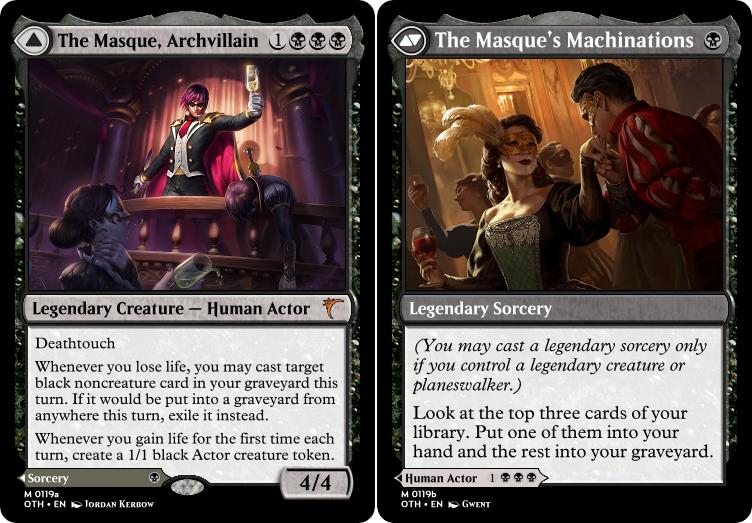 The Masque, Archvillain 1
Legendary Creature — Human Actor
Deathtouch
Whenever you lose life, you may cast target
black noncreature card in your graveyard this
turn. If it would be put into a graveyard from
anywhere this turn, exile it instead.
Whenever you gain life for the first time each
turn, create a 1/1 black Actor creature token.
Sorcery
4/4
M 0119a
OTH • EN Jordan Kerbow
The Masque's Machinations
Legendary Sorcery
(You may cast a legendary sorcery only
if you control a legendary creature or
planeswalker.)
Look at the top three cards of your
library. Put one of them into your
hand and the rest into your graveyard.
Human Actor 1
M 0119b
OTH • EN Gwent